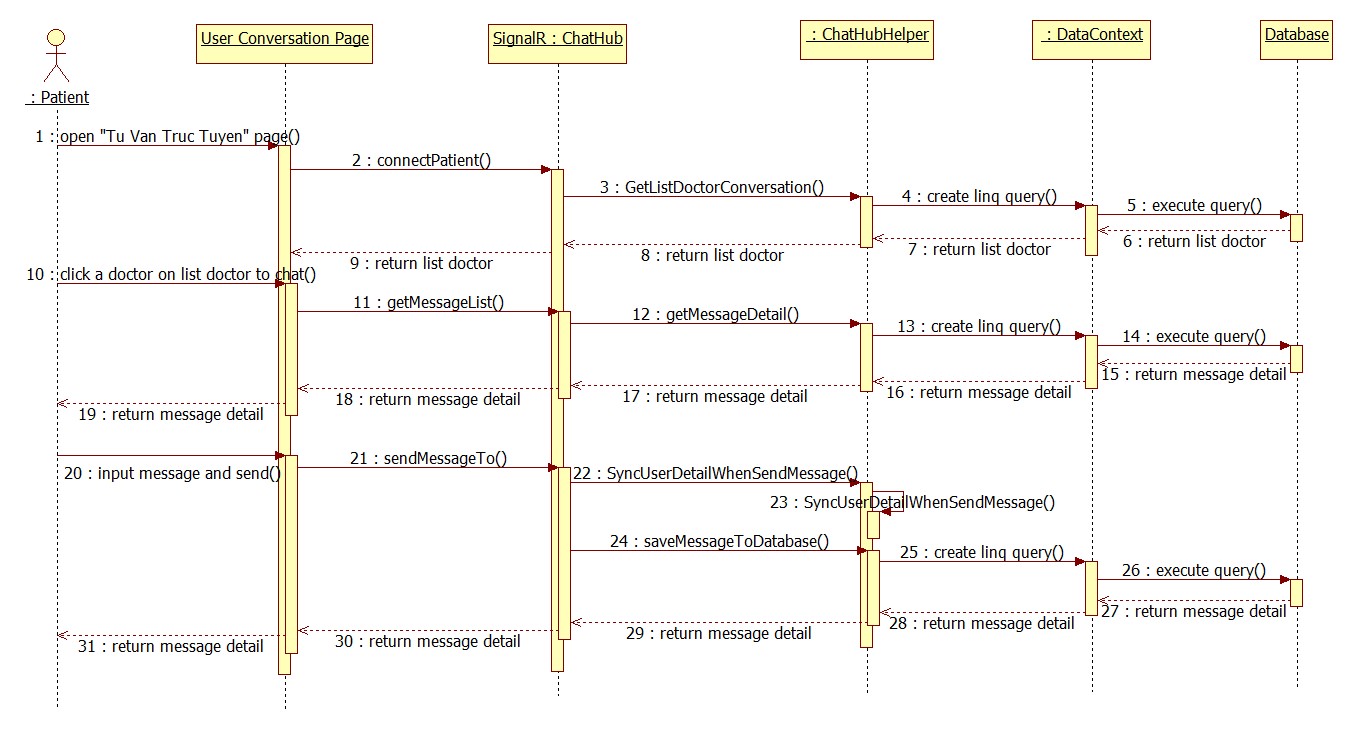 User Conversation Page
SignalR : ChatHub
: ChatHubHelper
: DataContext
Database
: Patient
1 : open "Tu Van Truc Tuyen" page()
2 : connectPatient()
3 : GetListDoctorConversation()
4 : create linq query()
5 : execute query()
6 : return list doctor
7 : return list doctor
8 : return list doctor
9 : return list doctor
10 : click a doctor on list doctor to chat()
11 : getMessageList()
12 : getMessageDetail()
13 : create linq query()
14 : execute query()
15 : return message detail
16 : return message detail
17 : return message detail
18 : return message detail
19 : return message detail
20 : input message and send()
21 : sendMessageTo()
22 : SyncUserDetailWhenSendMessage()
23 : SyncUserDetailWhenSendMessage()
24 : saveMessageToDatabase()
25 : create linq query()
26 : execute query()
27 : return message detail
28 : return message detail
29 : return message detail
30 : return message detail
31 : return message detail